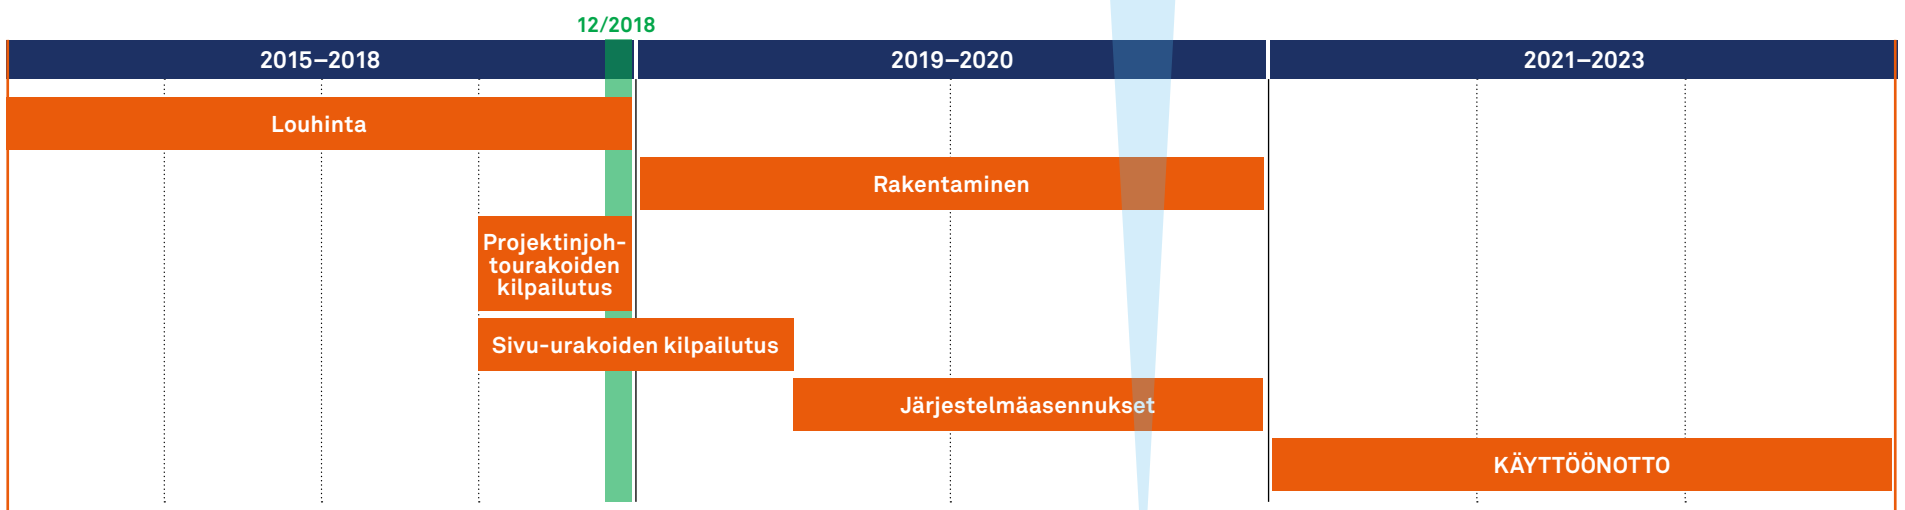 12/2018
2015–2018
2019–2020
2021–2023
Louhinta
Rakentaminen
Projektinjoh-
tourakoiden
kilpailutus
Sivu-urakoiden kilpailutus
Järjestelmäasennukset
KÄYTTÖÖNOTTO